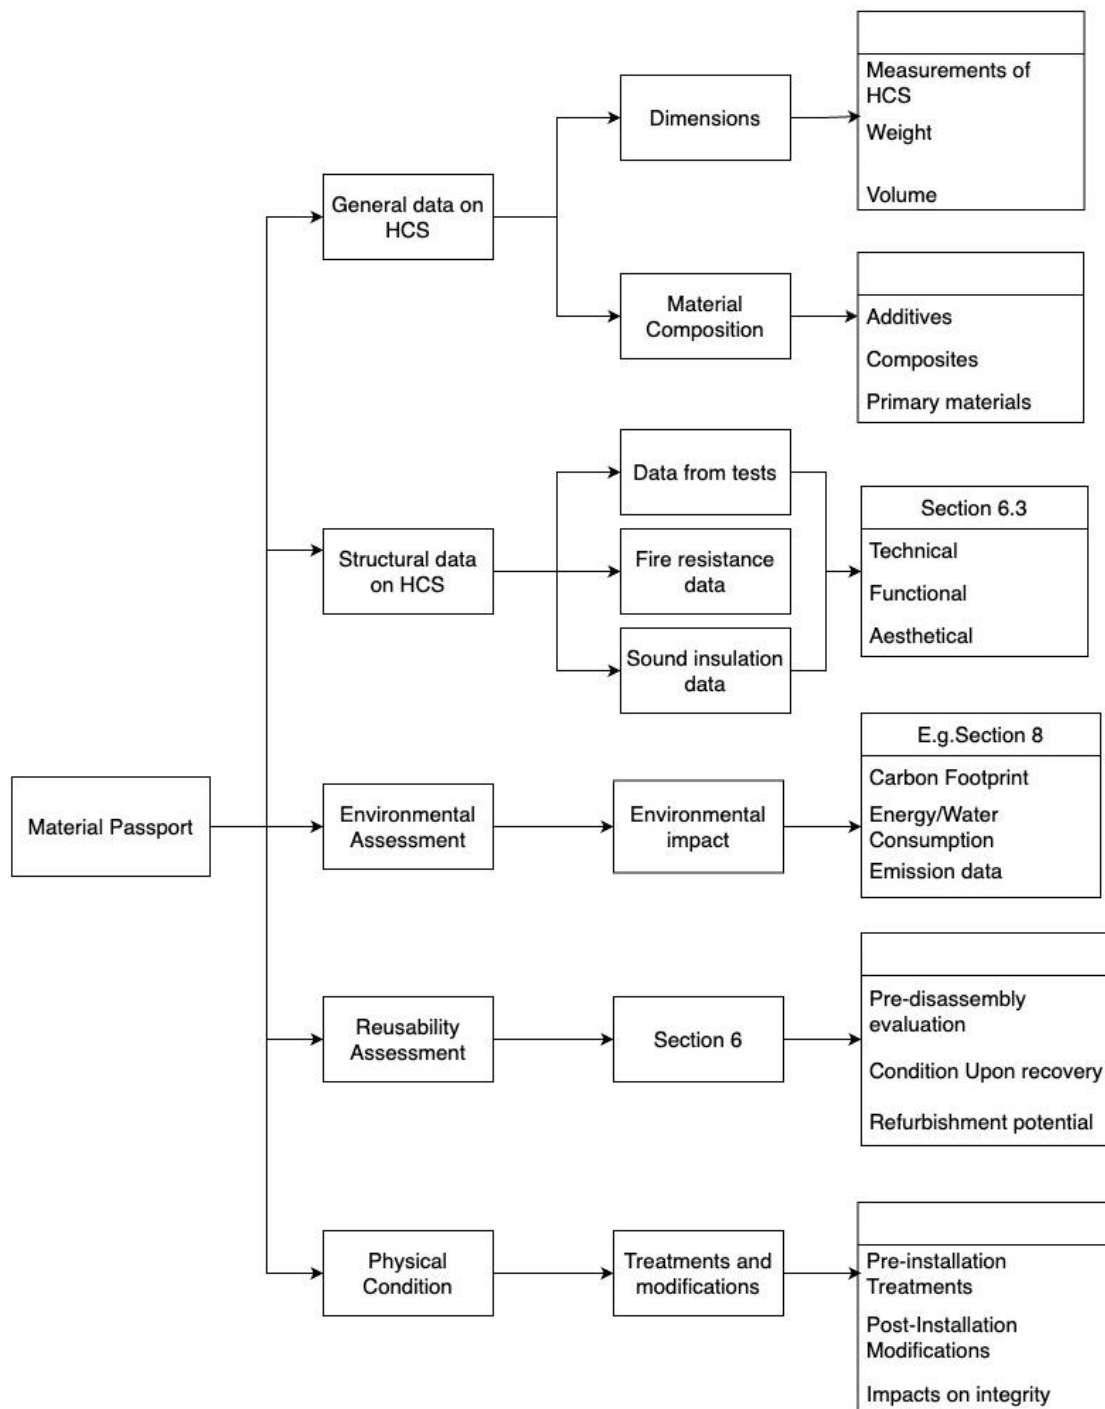 Measurements of
HCS
Weight
Volume
Dimensions
General data on
HCS
Material
Composition
Additives
Composites
Primary materials
Data from tests
Section 6.3
Technical
Functional
Aesthetical
Structural data
on HCS
Fire resistance
data
Sound insulation
data
E.g.Section 8
Carbon Footprint
Energy/Water
Consumption
Emission data
Material Passport
Environmental
Assessment
Environmental
impact
Reusability
Assessment
Section 6
Pre-disassembly
evaluation
Condition Upon recovery
Refurbishment potential
Physical
Condition
Treatments and
modifications
Pre-installation
Treatments
Post-Installation
Modifications
Impacts on integrity